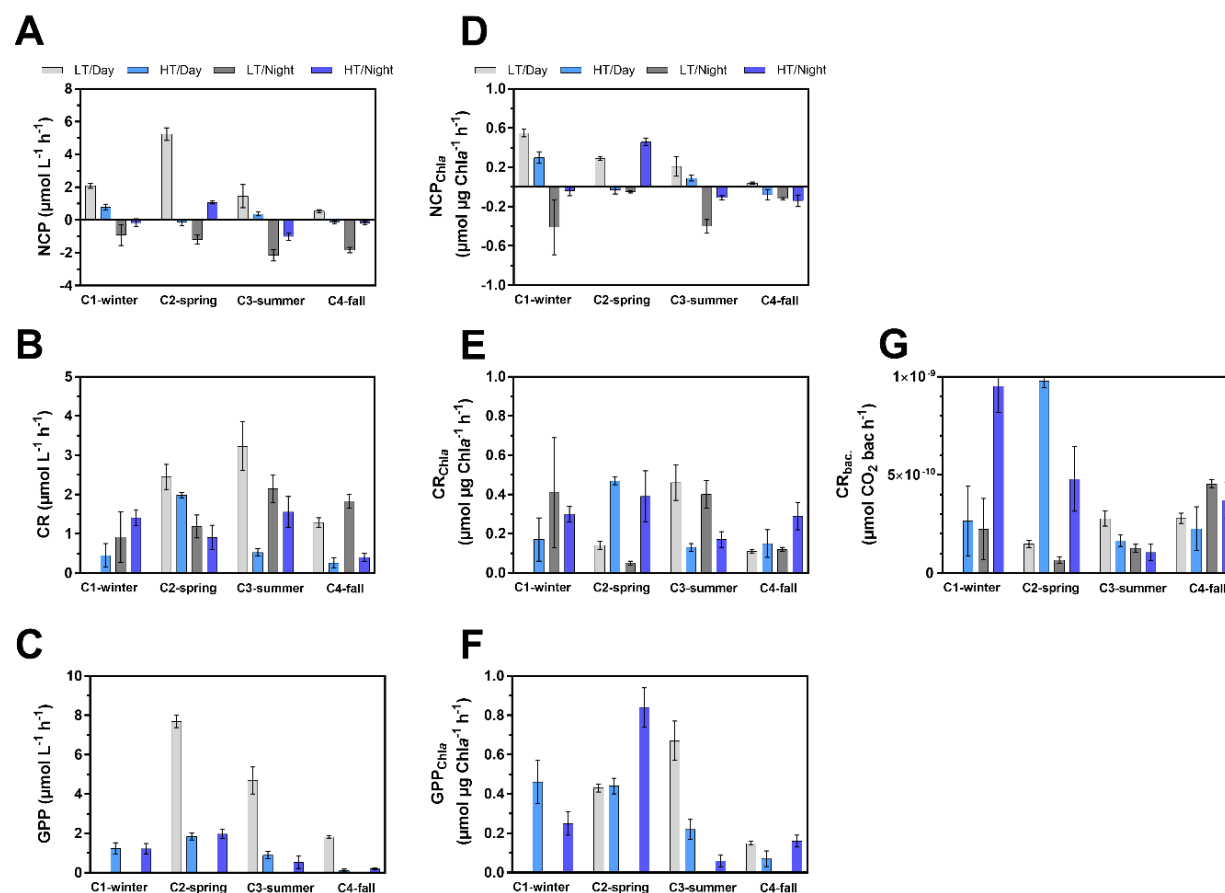 A
LT/Day HT/Day LT/Night HT/Night
NCP (µmol L⁻¹ h⁻¹)
8
6
4
2
0
-2
-4
C1-winter C2-spring C3-summer C4-fall
D
LT/Day HT/Day LT/Night HT/Night
NCP_Chla
(µmol µg Chla⁻¹ h⁻¹)
1.0
0.6
0.2
-0.2
-0.6
-1.0
C1-winter C2-spring C3-summer C4-fall
B
CR (µmol L⁻¹ h⁻¹)
5
4
3
2
1
0
C1-winter C2-spring C3-summer C4-fall
E
CR_Chla
(µmol µg Chla⁻¹ h⁻¹)
1.0
0.8
0.6
0.4
0.2
0.0
C1-winter C2-spring C3-summer C4-fall
G
CR_bac.
(µmol CO₂ bac h⁻¹)
1×10⁻⁹
5×10⁻¹⁰
0
C1-winter C2-spring C3-summer C4-fall
C
GPP (µmol L⁻¹ h⁻¹)
10
8
6
4
2
0
C1-winter C2-spring C3-summer C4-fall
F
GPP_Chla
(µmol µg Chla⁻¹ h⁻¹)
1.0
0.8
0.6
0.4
0.2
0.0
C1-winter C2-spring C3-summer C4-fall